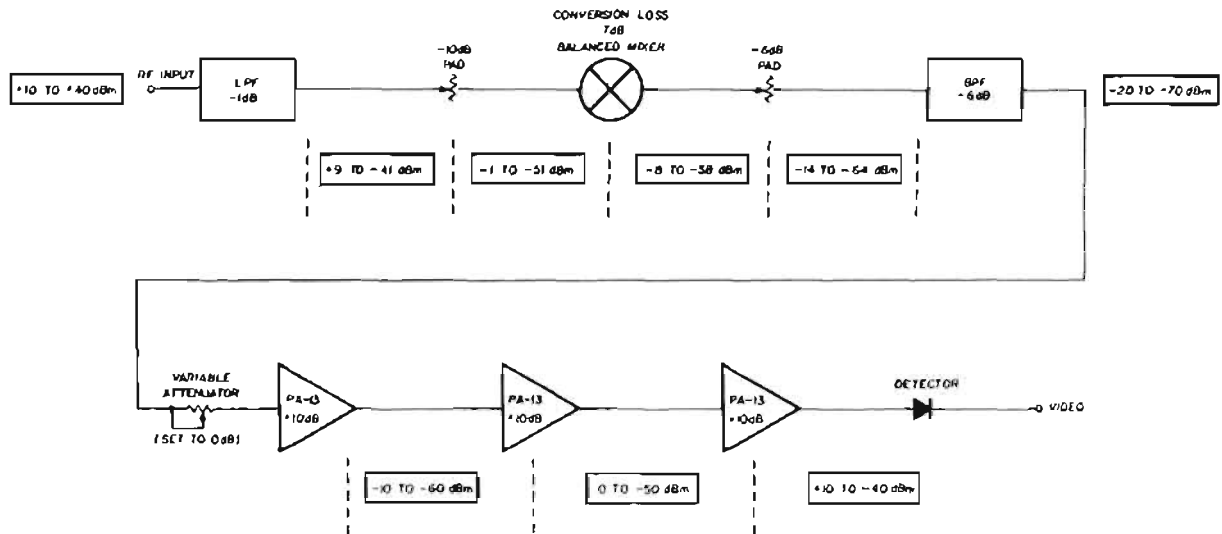 CONVERSION LOSS
7dB
BALANCED MIXER
-10dB
PAD
-6dB
PAD
RF INPUT
LPF
-1dB
BPF
-6dB
+10 TO -40dBm
-20 TO -70dBm
+9 TO -41 dBm
-1 TO -51 dBm
-8 TO -58 dBm
-14 TO -64 dBm
VARIABLE
ATTENUATOR
(SET TO 0dB)
PA-13
+10dB
PA-13
+10dB
PA-13
+10dB
DETECTOR
VIDEO
-10 TO -60 dBm
0 TO -50 dBm
+10 TO -40 dBm